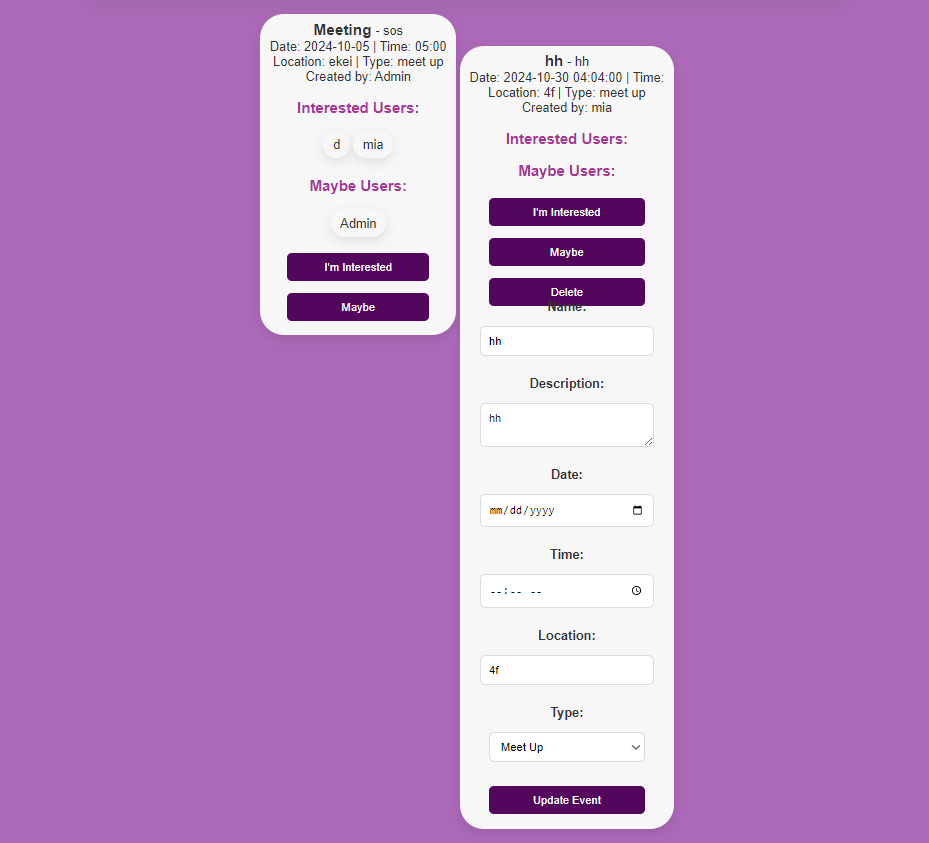 Meeting - sos
Date: 2024-10-05 | Time: 05:00
Location: ekei | Type: meet up
Created by: Admin
Interested Users:
d mia
Maybe Users:
Admin
I'm Interested
Maybe
hh - hh
Date: 2024-10-30 04:04:00 | Time:
Location: 4f | Type: meet up
Created by: mia
Interested Users:
Maybe Users:
I'm Interested
Maybe
Delete
Name:
hh
Description:
hh
Date:
mm/dd/yyyy
Time:
--:-- --
Location:
4f
Type:
Meet Up
Update Event